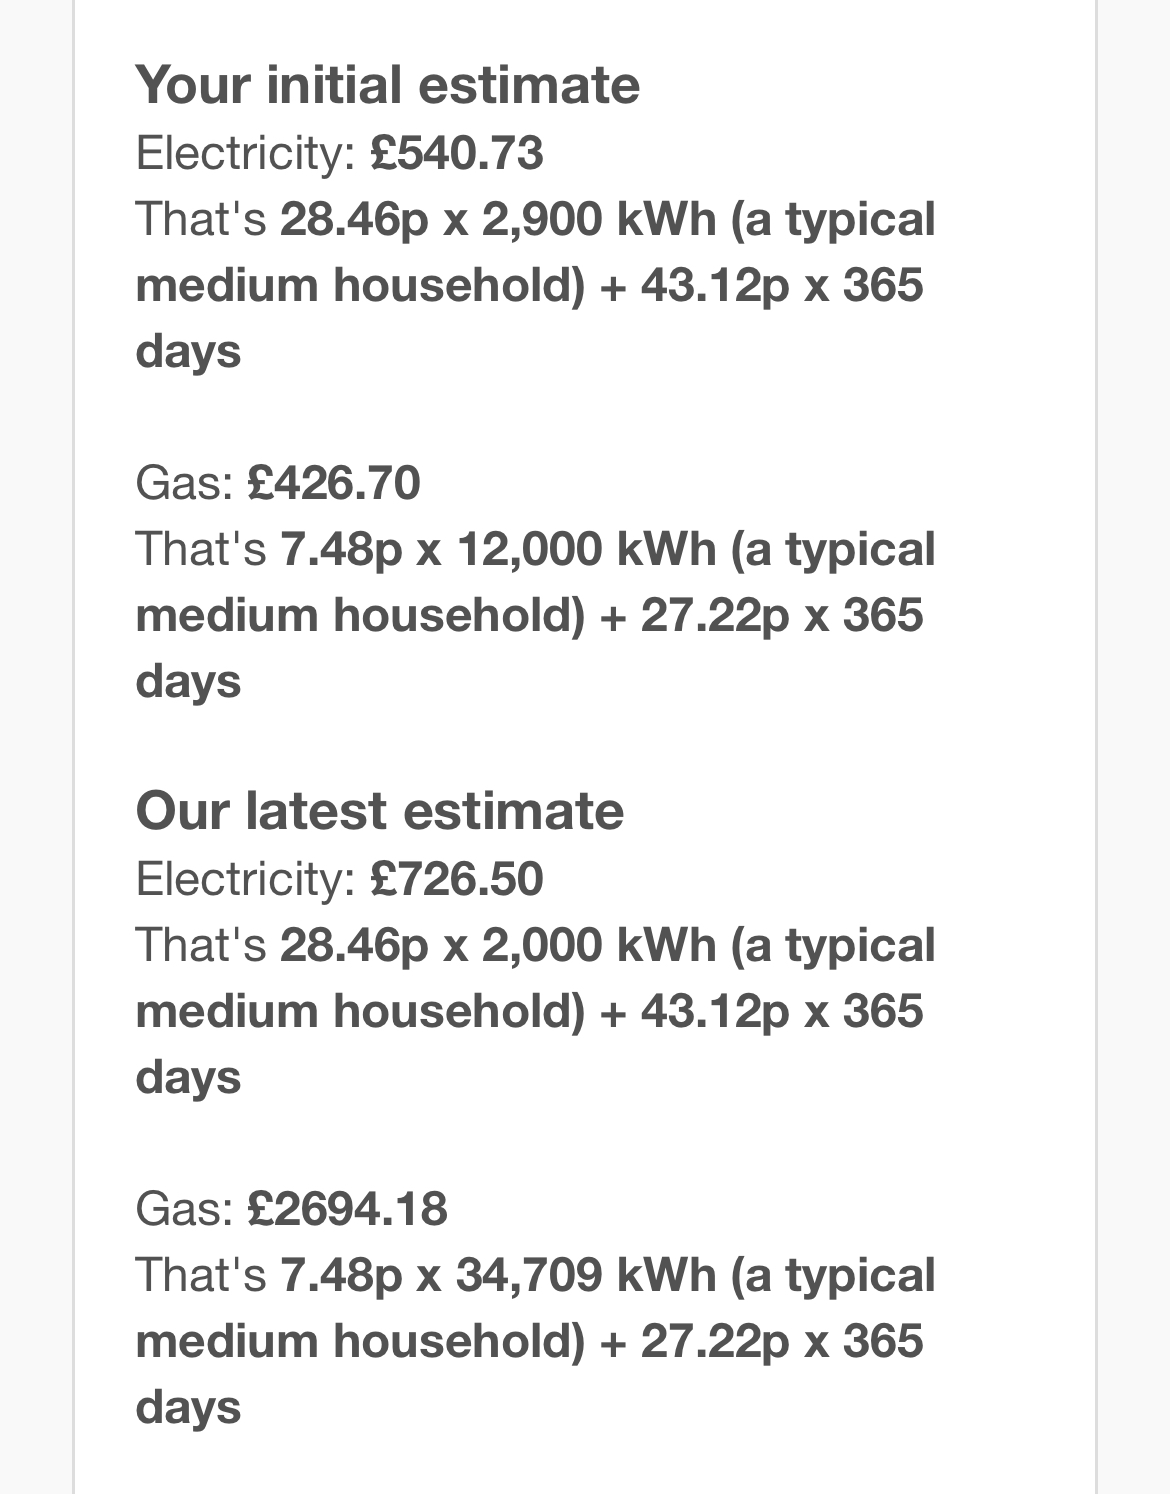 Your initial estimate
Electricity: £540.73
That's 28.46p x 2,900 kWh (a typical
medium household) + 43.12p x 365
days
Gas: £426.70
That's 7.48p x 12,000 kWh (a typical
medium household) + 27.22p x 365
days
Our latest estimate
Electricity: £726.50
That's 28.46p x 2,000 kWh (a typical
medium household) + 43.12p x 365
days
Gas: £2694.18
That's 7.48p x 34,709 kWh (a typical
medium household) + 27.22p x 365
days